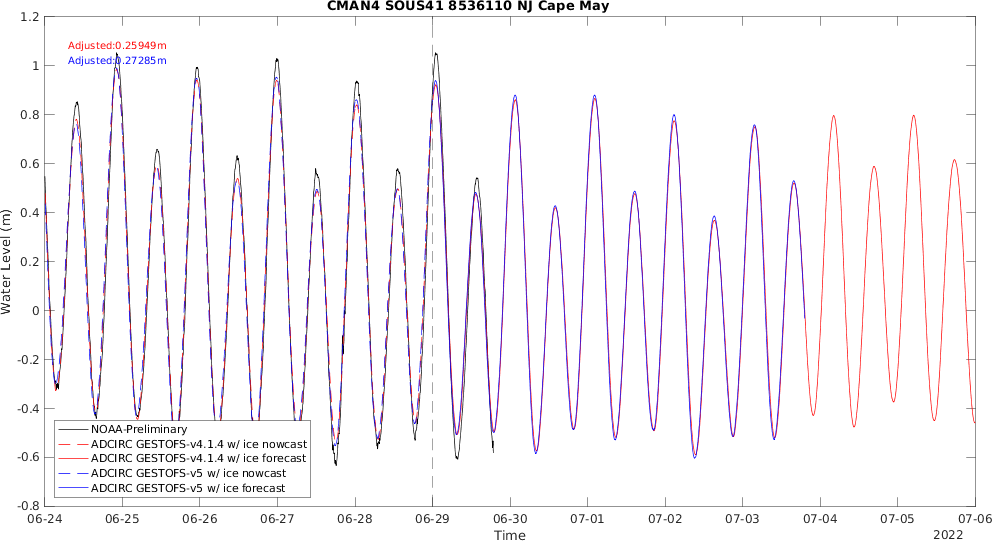 CMAN4 SOUS41 8536110 NJ Cape May
Adjusted:0.25949m
Adjusted:0.27285m
Water Level (m)
1.2
1
0.8
0.6
0.4
0.2
0
-0.2
-0.4
-0.6
-0.8
NOAA-Preliminary
ADCIRC GESTOFS-v4.1.4 w/ ice nowcast
ADCIRC GESTOFS-v4.1.4 w/ ice forecast
ADCIRC GESTOFS-v5 w/ ice nowcast
ADCIRC GESTOFS-v5 w/ ice forecast
06-24 06-25 06-26 06-27 06-28 06-29 06-30 07-01 07-02 07-03 07-04 07-05 07-06
Time
2022